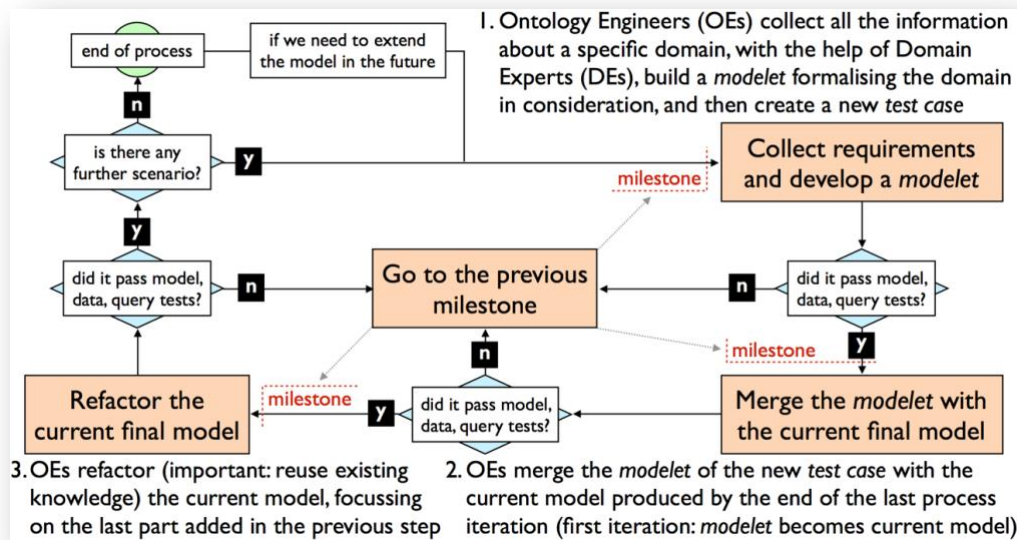 1. Ontology Engineers (OEs) collect all the information
about a specific domain, with the help of Domain
Experts (DEs), build a modelet formalising the domain
in consideration, and then create a new test case
end of process
if we need to extend
the model in the future
n
is there any
further scenario?
y
milestone
Collect requirements
and develop a modelet
y
did it pass model,
data, query tests?
n
Go to the previous
milestone
n
did it pass model,
data, query tests?
y
milestone
n
Refactor the
current final model
milestone
y
did it pass model,
data, query tests?
Merge the modelet with
the current final model
3. OEs refactor (important: reuse existing
knowledge) the current model, focussing
on the last part added in the previous step
2. OEs merge the modelet of the new test case with the
current model produced by the end of the last process
iteration (first iteration: modelet becomes current model)